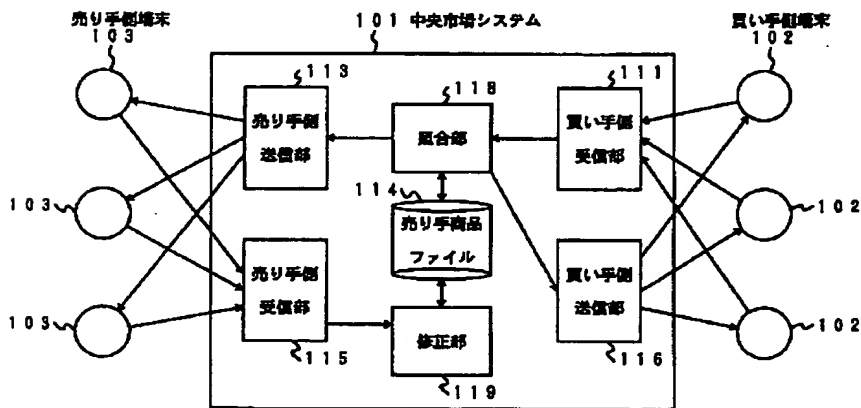 売り手側端末
103
101 中央市場システム
買い手側端末
102
113
118
111
売り手側
送信部
照合部
買い手側
受信部
103
114
102
売り手商品
ファイル
売り手側
受信部
買い手側
送信部
修正部
103
102
115
119
116